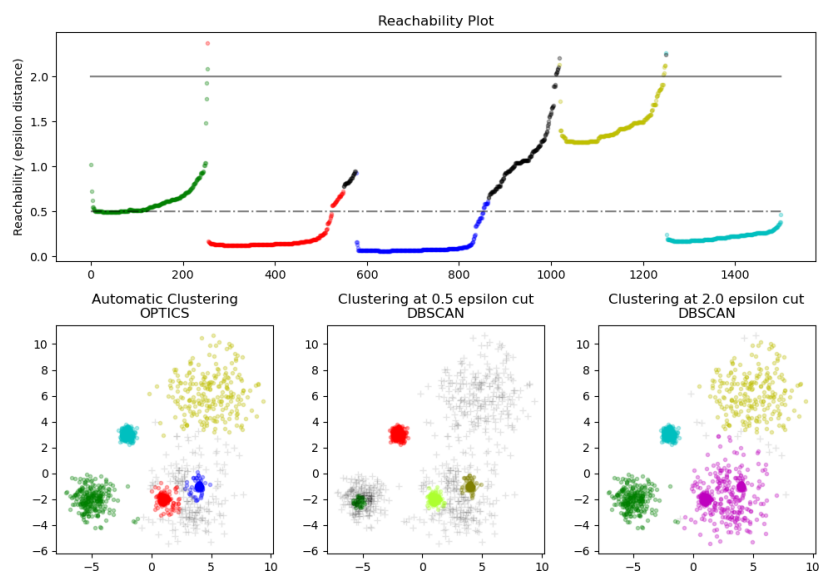 Reachability Plot
Reachability (epsilon distance)
2.0
1.5
1.0
0.5
0.0
0 200 400 600 800 1000 1200 1400
Automatic Clustering
OPTICS
Clustering at 0.5 epsilon cut
DBSCAN
Clustering at 2.0 epsilon cut
DBSCAN
10
8
6
4
2
0
−2
−4
−6
−5 0 5 10
10
8
6
4
2
0
−2
−4
−6
−5 0 5 10
10
8
6
4
2
0
−2
−4
−6
−5 0 5 10